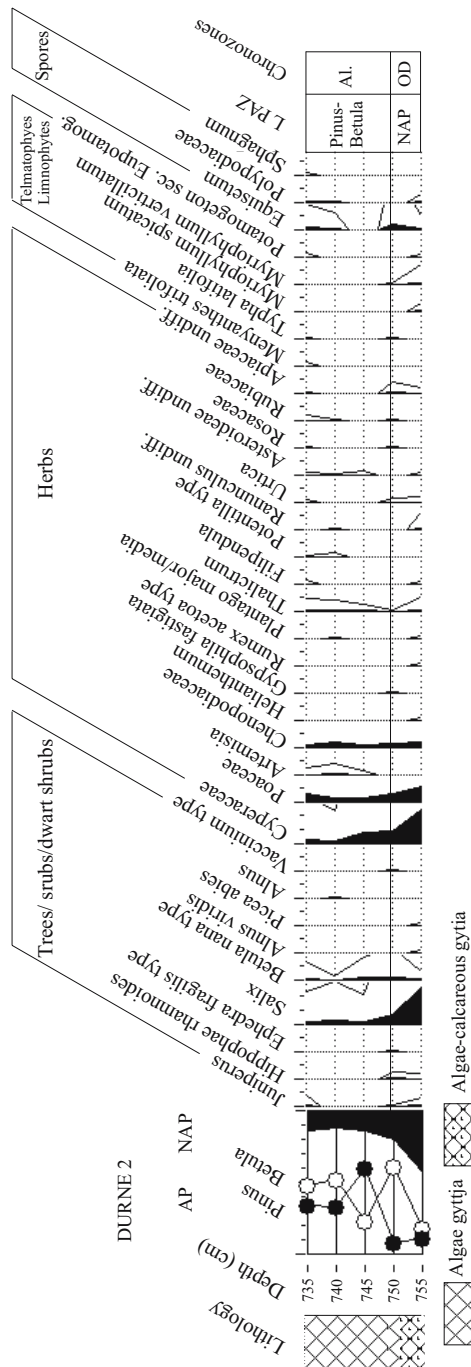 DURNE 2
AP NAP
Trees/ srubs/dwart shrubs
Herbs
Telmatophyes
Limnophytes
Spores
Lithology
Depth (cm)
Pinus
Betula
Juniperus
Hippophae rhamnoides
Ephedra fragilis type
Salix
Betula nana type
Alnus viridis
Picea abies
Alnus
Vaccinium type
Cyperaceae
Poaceae
Artemisia
Chenopodiaceae
Helianthemum
Gypsophila fastigiata
Rumex acetoa type
Plantago major/media
Thalictrum
Filipendula
Potentilla type
Ranunculus undiff.
Urtica
Asteroideae undiff.
Rosaceae
Rubiaceae
Apiaceae undiff.
Menyanthes trifoliata
Typha latifolia
Myriophyllum spicatum
Myriophyllum verticillatum
Potamogeton sec. Eupotamog.
Equisetum
Polypodiaceae
Sphagnum
L PAZ
Chronozones
735
740
745
750
755
Pinus-
Betula
Al.
NAP
OD
Algae gytija
Algae-calcareous gytia